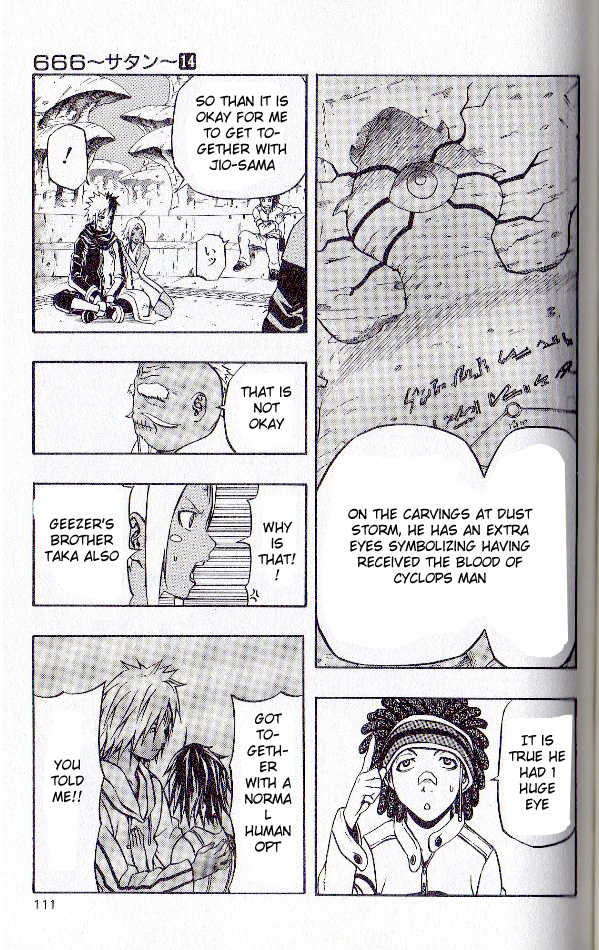 666～サタン～14
ON THE CARVINGS AT DUST
STORM, HE HAS AN EXTRA
EYES SYMBOLIZING HAVING
RECEIVED THE BLOOD OF
CYCLOPS MAN
IT IS
TRUE HE
HAD 1
HUGE
EYE
SO THAN IT IS
OKAY FOR ME
TO GET TO-
GETHER WITH
JIO-SAMA
!
いッ
THAT IS
NOT
OKAY
WHY
IS
THAT!
!
GEEZER'S
BROTHER
TAKA ALSO
GOT
TO-
GETH-
ER
WITH A
NORMA
L
HUMAN
OPT
YOU
TOLD
ME!!
111